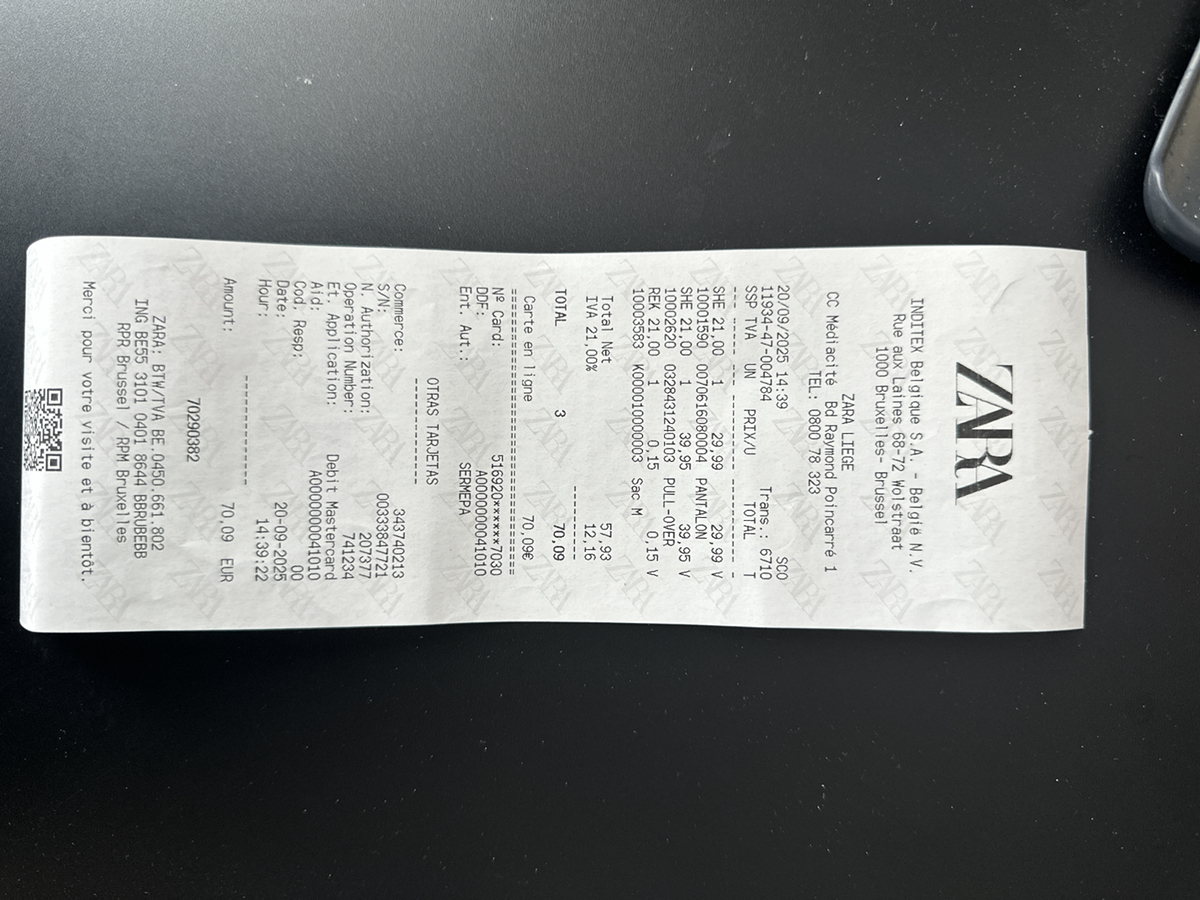 ZARA
INDITEX Belgique S.A. - België N.V.
Rue aux Laines 68-72 Wolstraat
1000 Bruxelles- Brussel
ZARA LIEGE
CC Médiacité Bd Raymond Poincarré 1
TEL: 0800 78 323
SCO
20/09/2025 14:39 Trans.: 6710
11934-47-004784
SSP TVA UN PRIX/U TOTAL T
SHE 21,00 1 29,99 29,99 V
10001590 00706160800004 PANTALON
SHE 21,00 1 39,95 39,95 V
10002620 0328431240103 PULL-OVER
REK 21,00 1 0,15 0,15 V
10003583 K000010000003 Sac M
Total Net 57,93
IVA 21,00% 12,16
TOTAL 3 70,09
Carte en ligne 70,09€
Nº Card: 516920******7030
DDF: A0000000041010
Ent. Aut.: SERMEPA
OTRAS TARJETAS
Commerce: 343740213
S/N: 00333847721
N. Authorization: 207377
Operation Number: 741234
Et. Application: Debit Mastercard
Aid: A0000000041010
Cod. Resp: 00
Date: 20-09-2025
Hour: 14:39:22
Amount: 70,09 EUR
70290382
ZARA: BTW/TVA BE.0450.661.802
ING BE55 3101 0401 8644 BBRUBEBB
RPR Brussel / RPM Bruxelles
Merci pour votre visite et à bientôt.